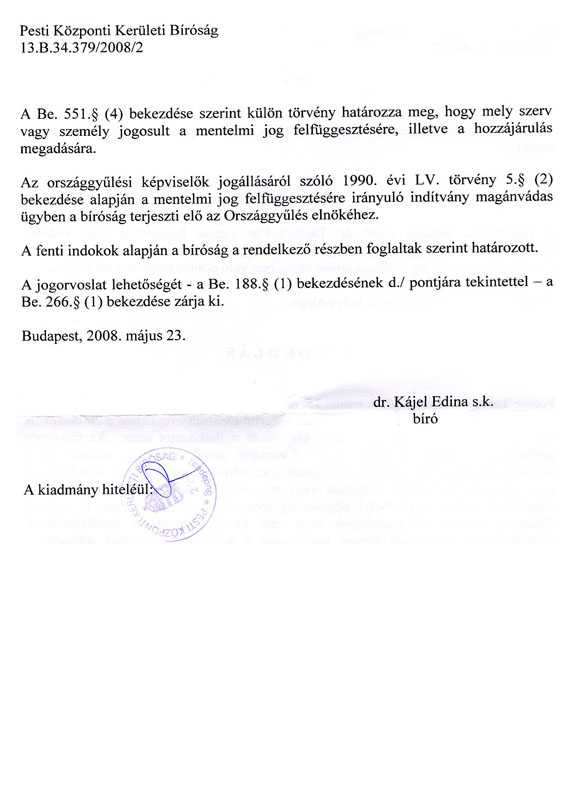 Pesti Központi Kerületi Bíróság
13.B.34.379/2008/2
A Be. 551.§ (4) bekezdése szerint külön törvény határozza meg, hogy mely szerv
vagy személy jogosult a mentelmi jog felfüggesztésére, illetve a hozzájárulás
megadására.
Az országgyűlési képviselők jogállásáról szóló 1990. évi LV. törvény 5.§ (2)
bekezdése alapján a mentelmi jog felfüggesztésére irányuló indítvány magánvádas
ügyben a bíróság terjeszti elő az Országgyűlés elnökéhez.
A fenti indokok alapján a bíróság a rendelkező részben foglaltak szerint határozott.
A jogorvoslat lehetőségét - a Be. 188.§ (1) bekezdésének d./ pontjára tekintettel – a
Be. 266.§ (1) bekezdése zárja ki.
Budapest, 2008. május 23.
dr. Kájel Edina s.k.
bíró
A kiadmány hiteléül:
PESTI KÖZPONTI KERÜLETI BÍRÓSÁG * Budapest *